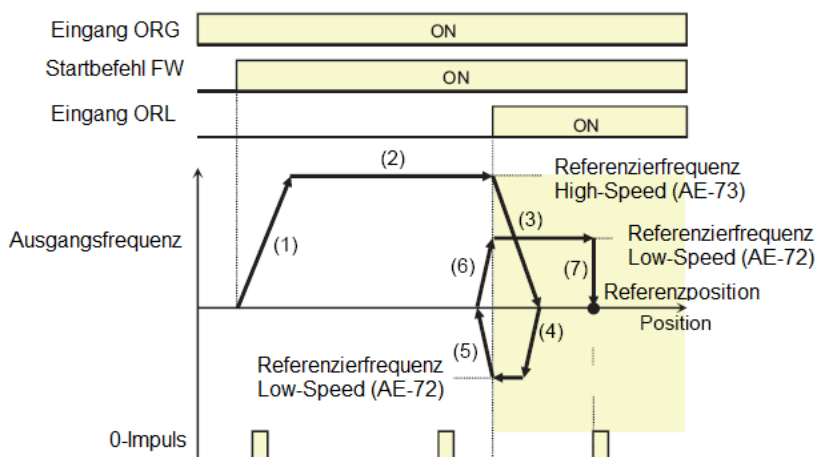 Eingang ORG
ON
Startbefehl FW
ON
Eingang ORL
ON
(2)
Referenzierfrequenz
High-Speed (AE-73)
(3)
Ausgangsfrequenz
(1)
Referenzierfrequenz
Low-Speed (AE-72)
(6)
(7)
Referenzposition
Position
(4)
(5)
Referenzierfrequenz
Low-Speed (AE-72)
0-Impuls